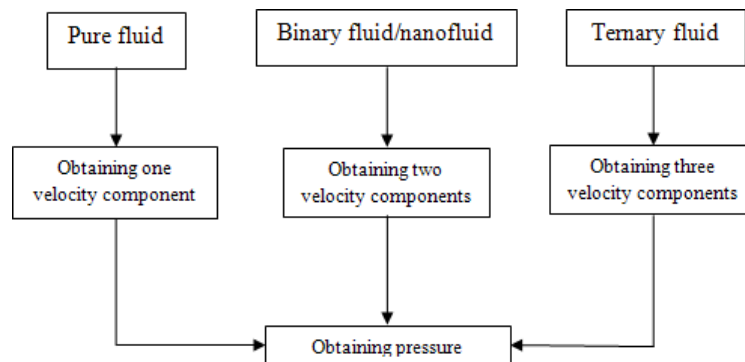 Pure fluid
Binary fluid/nanofluid
Ternary fluid
Obtaining one
velocity component
Obtaining two
velocity components
Obtaining three
velocity components
Obtaining pressure